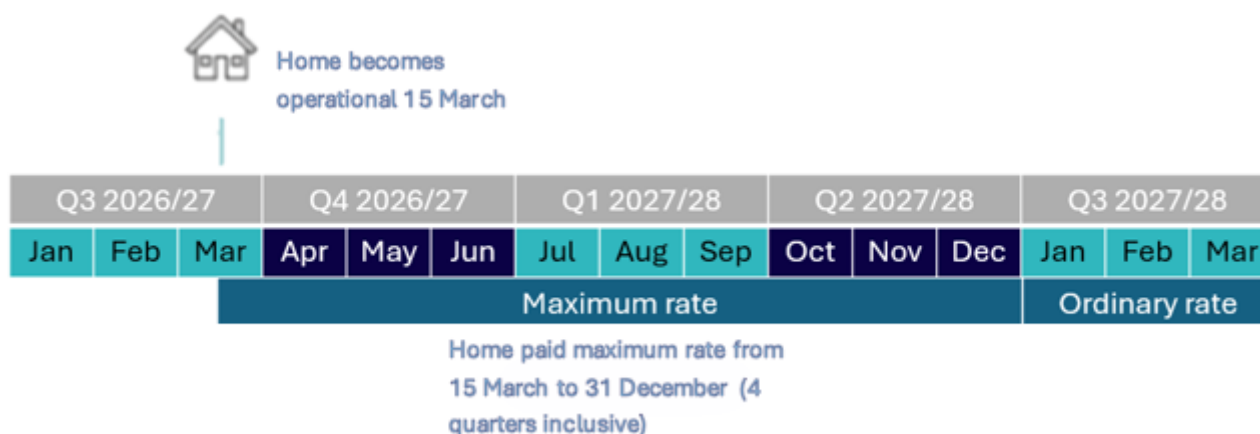 Home becomes
operational 15 March
Q3 2026/27 Q4 2026/27 Q1 2027/28 Q2 2027/28 Q3 2027/28
Jan Feb Mar Apr May Jun Jul Aug Sep Oct Nov Dec Jan Feb Mar
Maximum rate Ordinary rate
Home paid maximum rate from
15 March to 31 December (4
quarters inclusive)